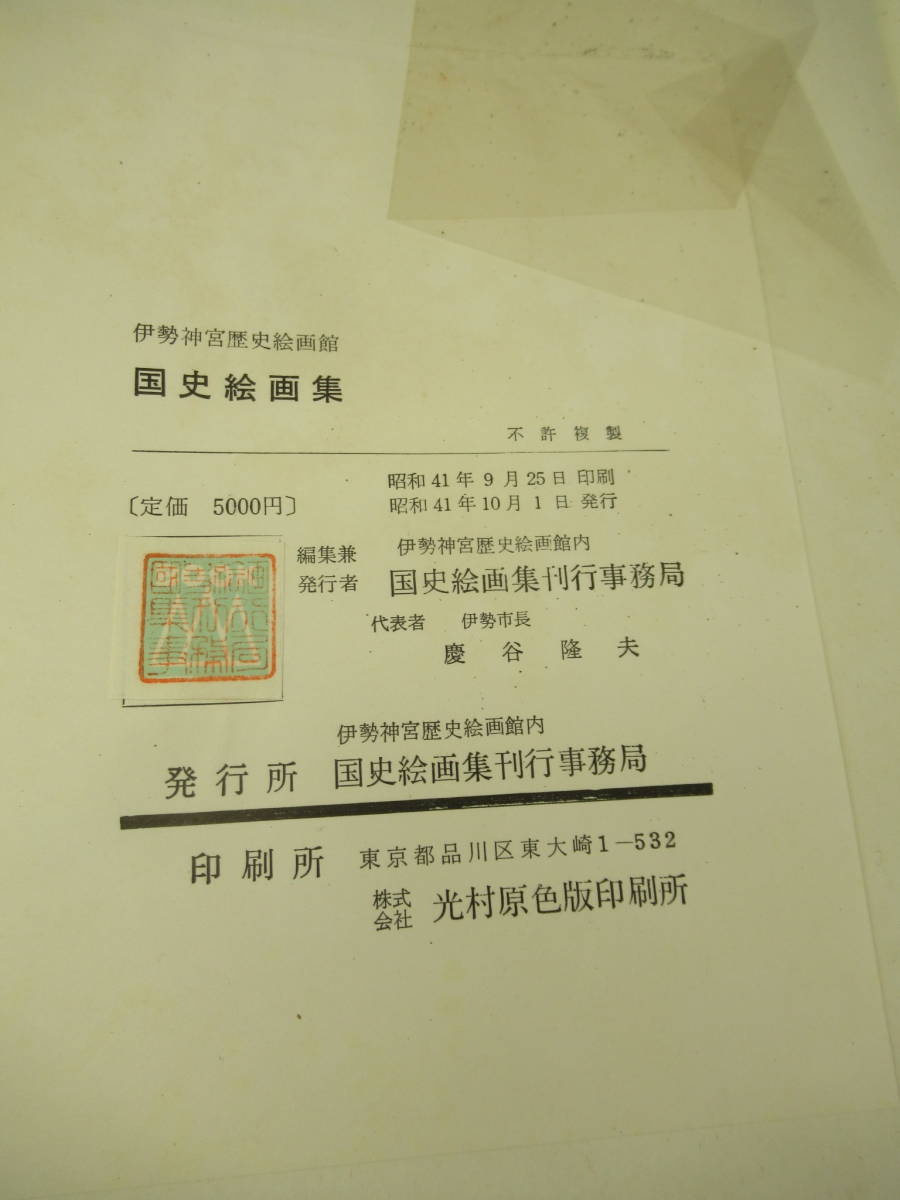 伊勢神宮歴史絵画館
国史絵画集
不許複製
〔定価 5000円〕
昭和41年9月25日 印刷
昭和41年10月1日 発行
編集兼
発行者
伊勢神宮歴史絵画館内
国史絵画集刊行事務局
代表者 伊勢市長
慶谷隆夫
伊勢神宮歴史絵画館内
発行所 国史絵画集刊行事務局
印刷所 東京都品川区東大崎1-532
株式会社 光村原色版印刷所